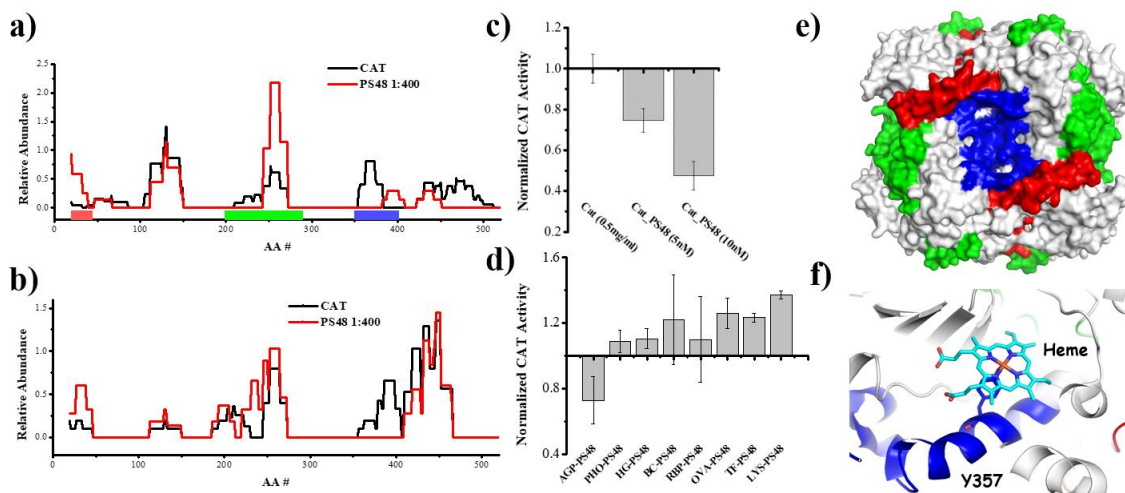 a)
Relative Abundance
2.5
2.0
1.5
1.0
0.5
0.0
CAT
PS48 1:400
100
200
300
400
500
AA #
b)
Relative Abundance
1.5
1.0
0.5
0.0
CAT
PS48 1:400
100
200
300
400
500
AA #
c)
Normalized CAT Activity
1.2
1.0
0.8
0.6
0.4
0.2
Cat (0.5mg/ml)
Cat_PS48 (5nM)
Cat_PS48 (10nM)
d)
Normalized CAT Activity
1.6
1.2
0.8
0.4
AGP-PS48
PHO-PS48
HG-PS48
RBP-PS48
OVA-PS48
TF-PS48
LYS-PS48
e)
f)
Heme
Y357